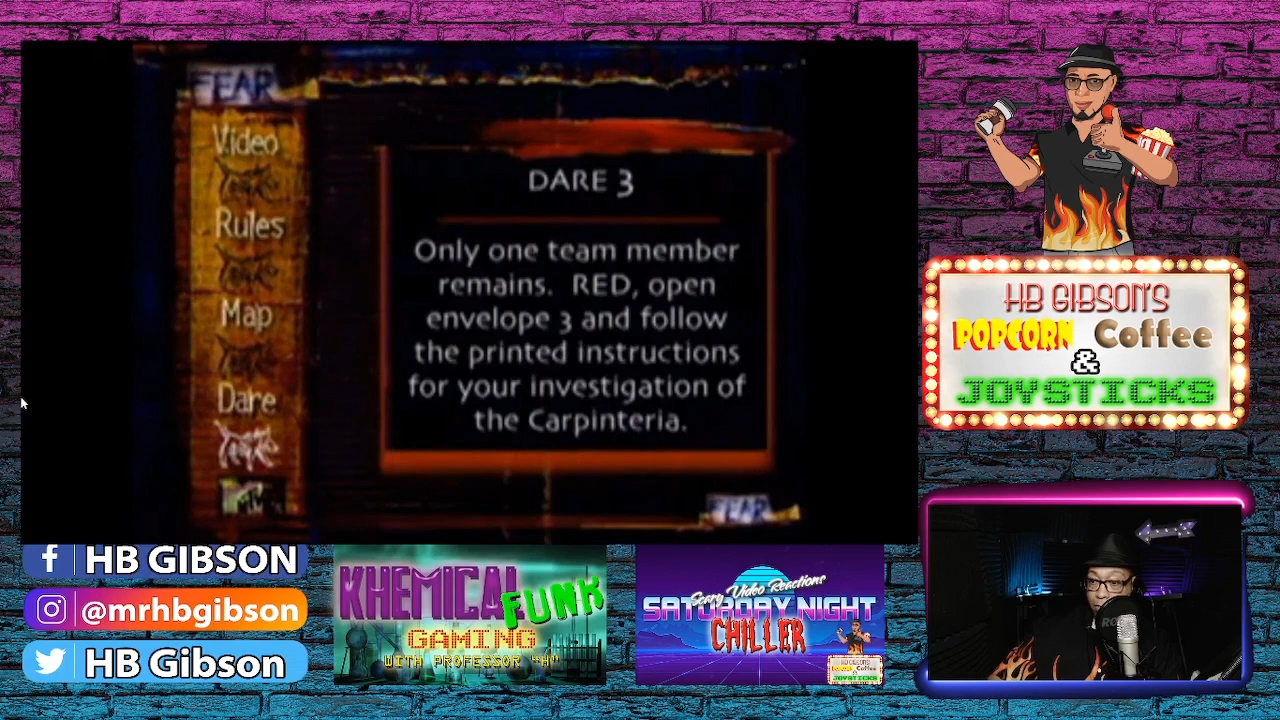 FEAR
Video
Rules
Map
Dare
MTV
DARE 3
Only one team member
remains. RED, open
envelope 3 and follow
the printed instructions
for your investigation of
the Carpinteria.
FEAR
HB GIBSON'S
POPCORN Coffee
&
JOYSTICKS
HB GIBSON
@mrhbgibson
HB Gibson
KHEMICAL
FUNK
GAMING
WITH PROFESSOR "H"
Scary Video Reactions
SATURDAY NIGHT
CHILLER